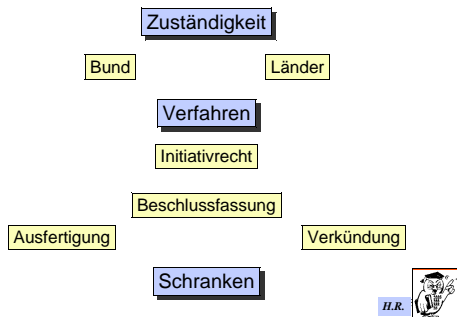 Zuständigkeit
Bund Länder
Verfahren
Initiativrecht
Beschlussfassung
Ausfertigung Verkündung
Schranken
H.R.